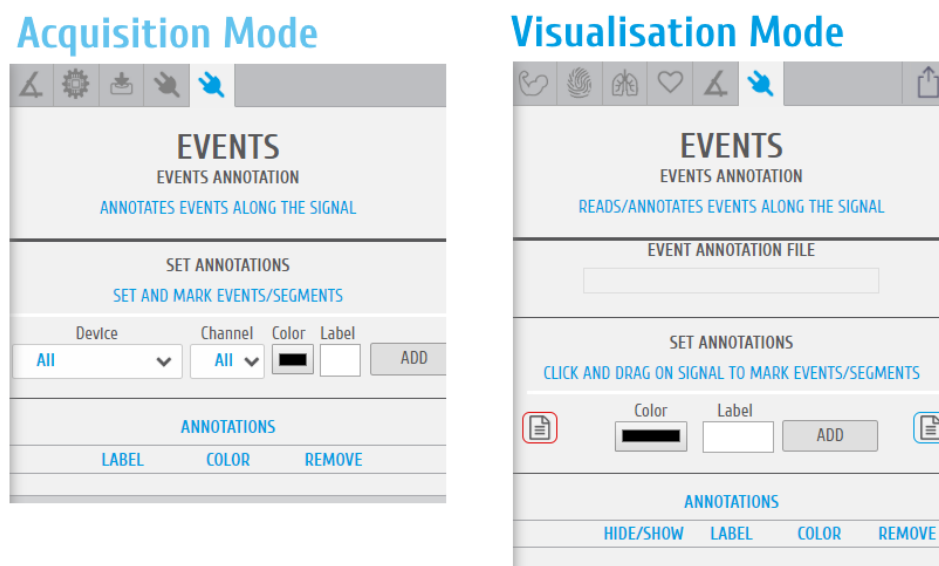 Acquisition Mode
EVENTS
EVENTS ANNOTATION
ANNOTATES EVENTS ALONG THE SIGNAL
SET ANNOTATIONS
SET AND MARK EVENTS/SEGMENTS
Device Channel Color Label
All All ADD
ANNOTATIONS
LABEL COLOR REMOVE
Visualisation Mode
EVENTS
EVENTS ANNOTATION
READS/ANNOTATES EVENTS ALONG THE SIGNAL
EVENT ANNOTATION FILE
SET ANNOTATIONS
CLICK AND DRAG ON SIGNAL TO MARK EVENTS/SEGMENTS
Color Label
ADD
ANNOTATIONS
HIDE/SHOW LABEL COLOR REMOVE